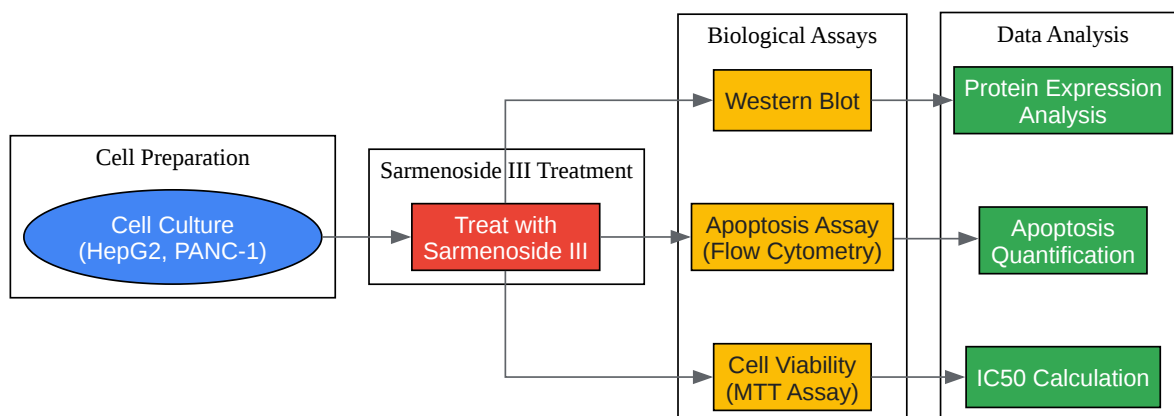 Cell Preparation
Cell Culture
(HepG2, PANC-1)
Sarmenoside III Treatment
Treat with
Sarmenoside III
Biological Assays
Western Blot
Apoptosis Assay
(Flow Cytometry)
Cell Viability
(MTT Assay)
Data Analysis
Protein Expression
Analysis
Apoptosis
Quantification
IC50 Calculation